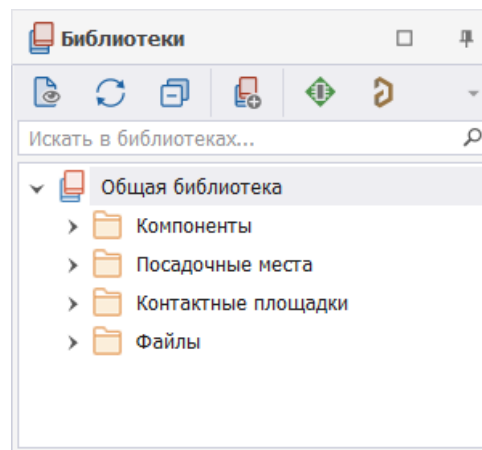 Библиотеки
Искать в библиотеках...
Общая библиотека
Компоненты
Посадочные места
Контактные площадки
Файлы